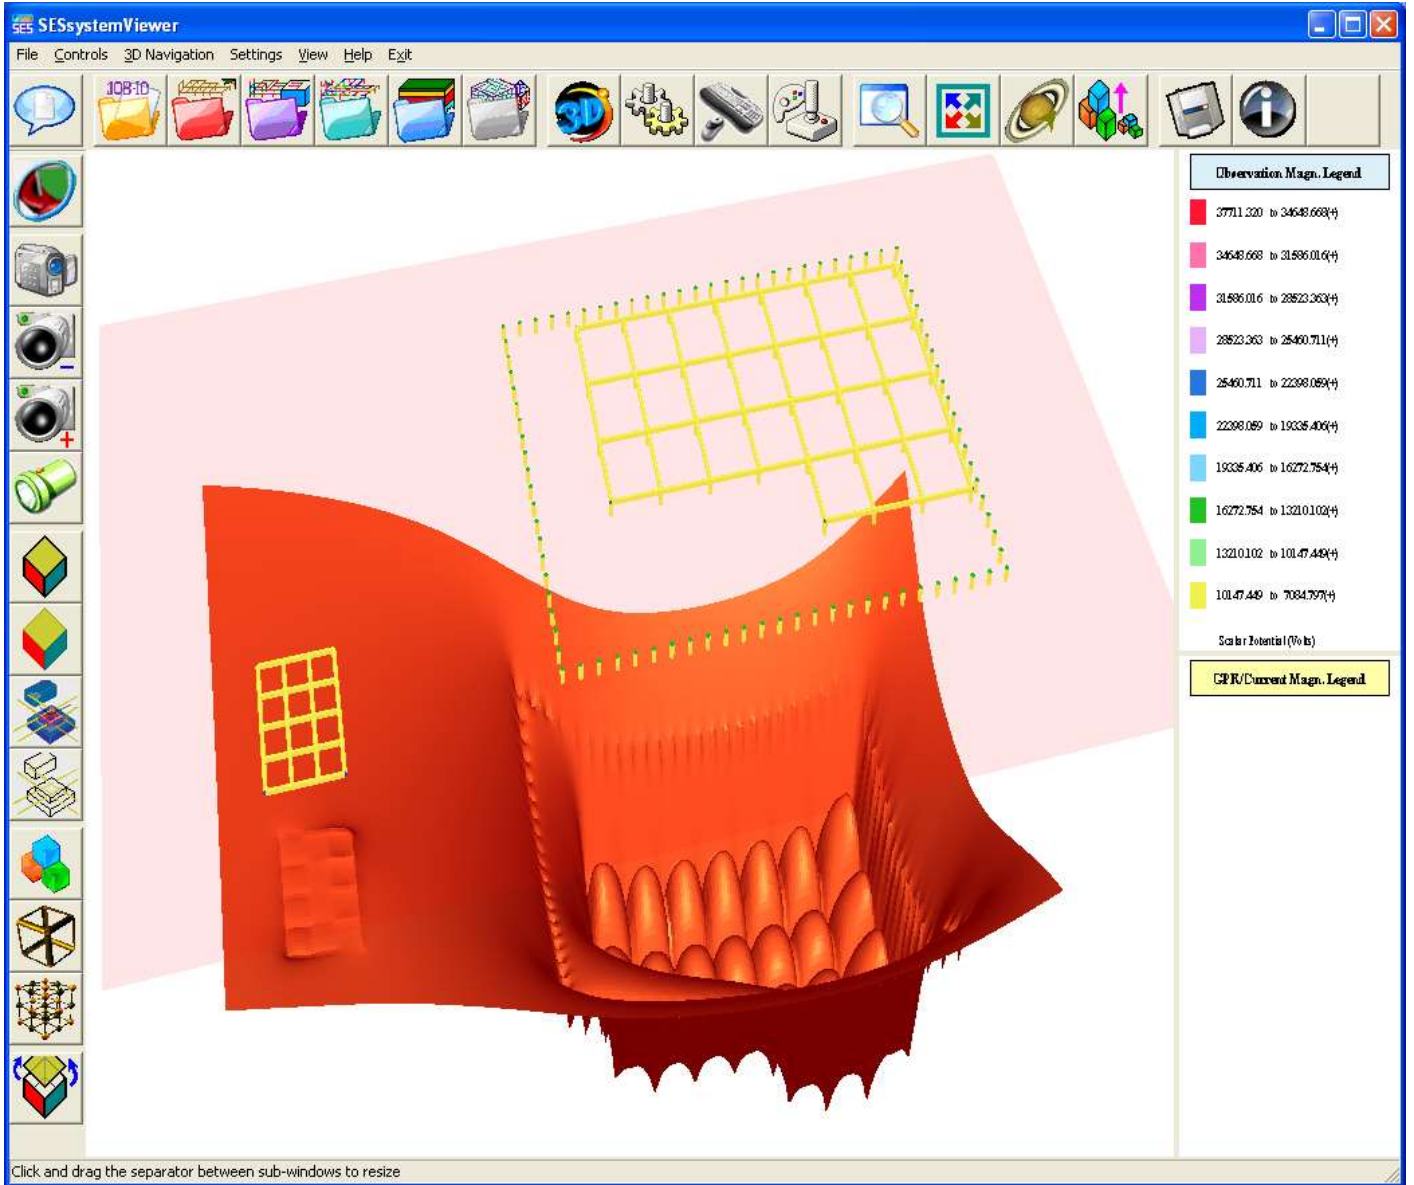 SES SESsystemViewer
File Controls 3D Navigation Settings View Help Exit
JOB-ID
3D
Observation Magn. Legend
37711.320 to 34648.668(+)
34648.668 to 31586.016(+)
31586.016 to 28523.363(+)
28523.363 to 25460.711(+)
25460.711 to 22398.059(+)
22398.059 to 19335.406(+)
19335.406 to 16272.754(+)
16272.754 to 13210.102(+)
13210.102 to 10147.449(+)
10147.449 to 7084.797(+)
Scalar Potential (Volts)
GPR/Current Magn. Legend
Click and drag the separator between sub-windows to resize